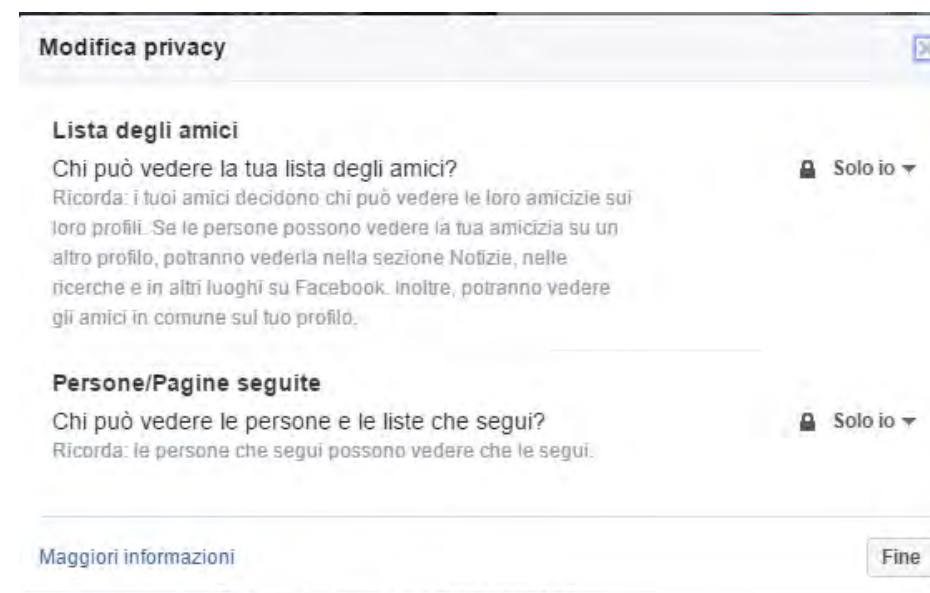 Modifica privacy
Lista degli amici
Chi può vedere la tua lista degli amici?
Solo io
Ricorda: i tuoi amici decidono chi può vedere le loro amicizie sui
loro profili. Se le persone possono vedere la tua amicizia su un
altro profilo, potranno vederla nella sezione Notizie, nelle
ricerche e in altri luoghi su Facebook. Inoltre, potranno vedere
gli amici in comune sul tuo profilo.
Persone/Pagine seguite
Chi può vedere le persone e le liste che segui?
Solo io
Ricorda: le persone che segui possono vedere che le segui.
Maggiori informazioni
Fine